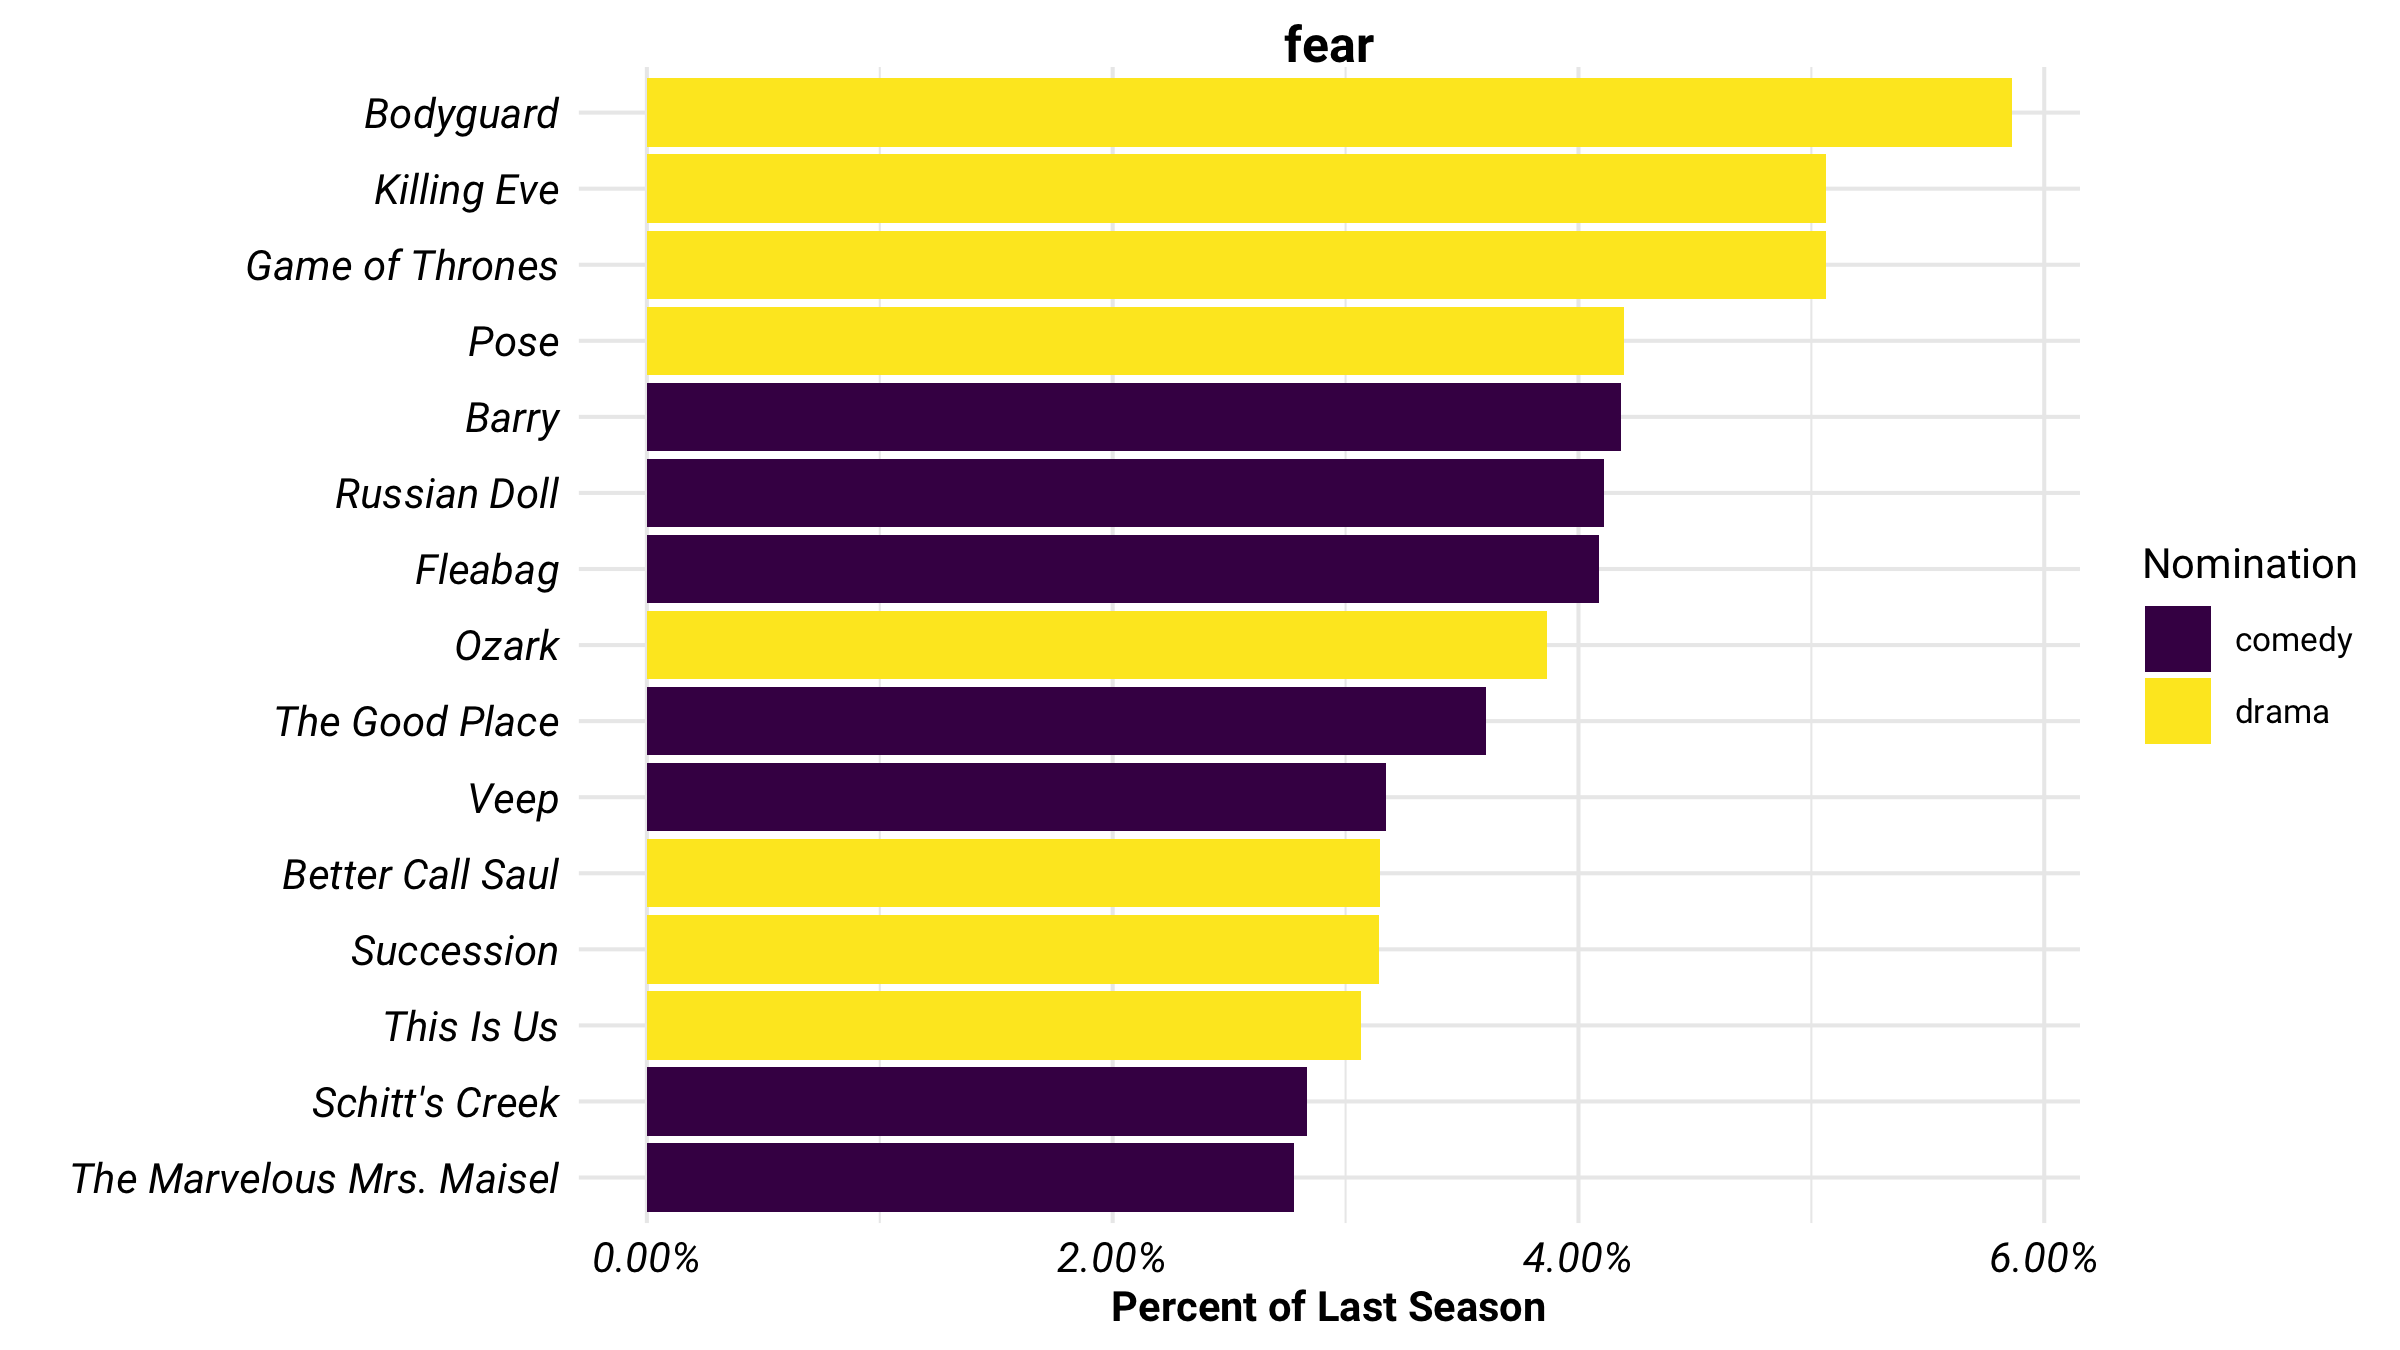 fear
Bodyguard
Killing Eve
Game of Thrones
Pose
Barry
Russian Doll
Fleabag
Ozark
The Good Place
Veep
Better Call Saul
Succession
This Is Us
Schitt's Creek
The Marvelous Mrs. Maisel
0.00% 2.00% 4.00% 6.00%
Percent of Last Season
Nomination
comedy
drama